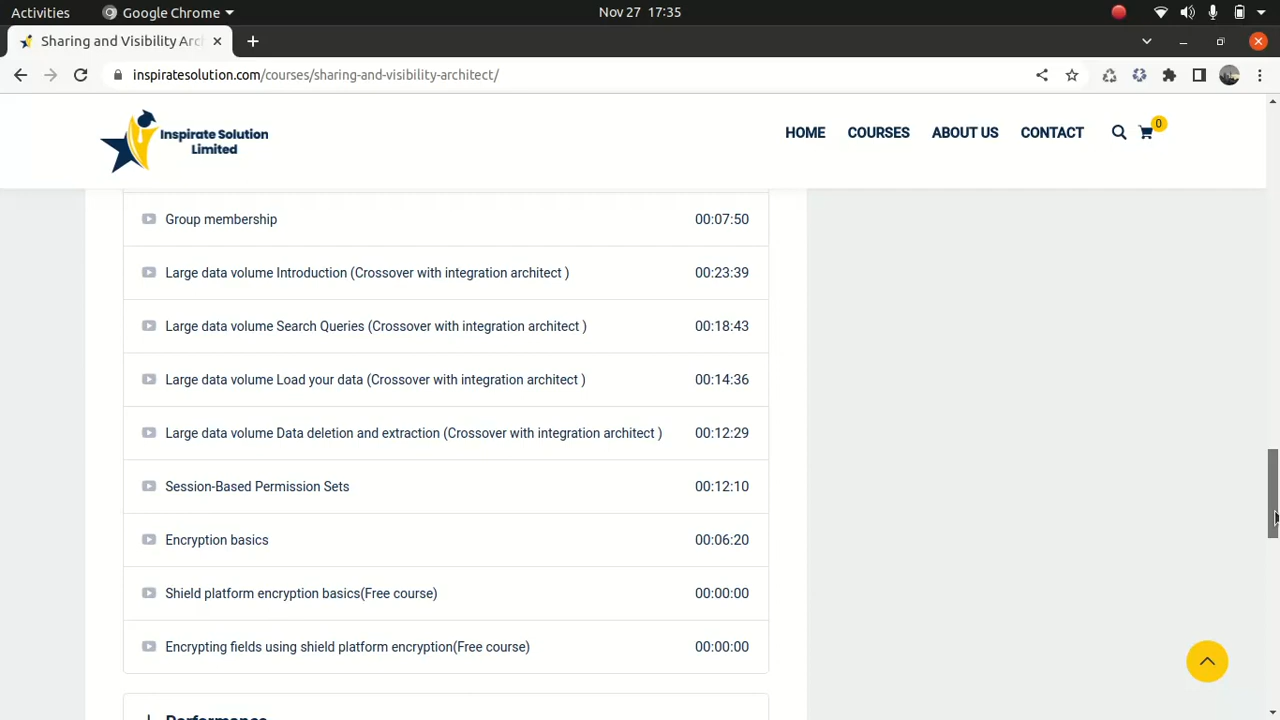 Activities
Google Chrome
Nov 27 17:35
Sharing and Visibility Arc
inspiratesolution.com/courses/sharing-and-visibility-architect/
Inspirate Solution
Limited
HOME
COURSES
ABOUT US
CONTACT
0
Group membership 00:07:50
Large data volume Introduction (Crossover with integration architect ) 00:23:39
Large data volume Search Queries (Crossover with integration architect ) 00:18:43
Large data volume Load your data (Crossover with integration architect ) 00:14:36
Large data volume Data deletion and extraction (Crossover with integration architect ) 00:12:29
Session-Based Permission Sets 00:12:10
Encryption basics 00:06:20
Shield platform encryption basics(Free course) 00:00:00
Encrypting fields using shield platform encryption(Free course) 00:00:00
Performance